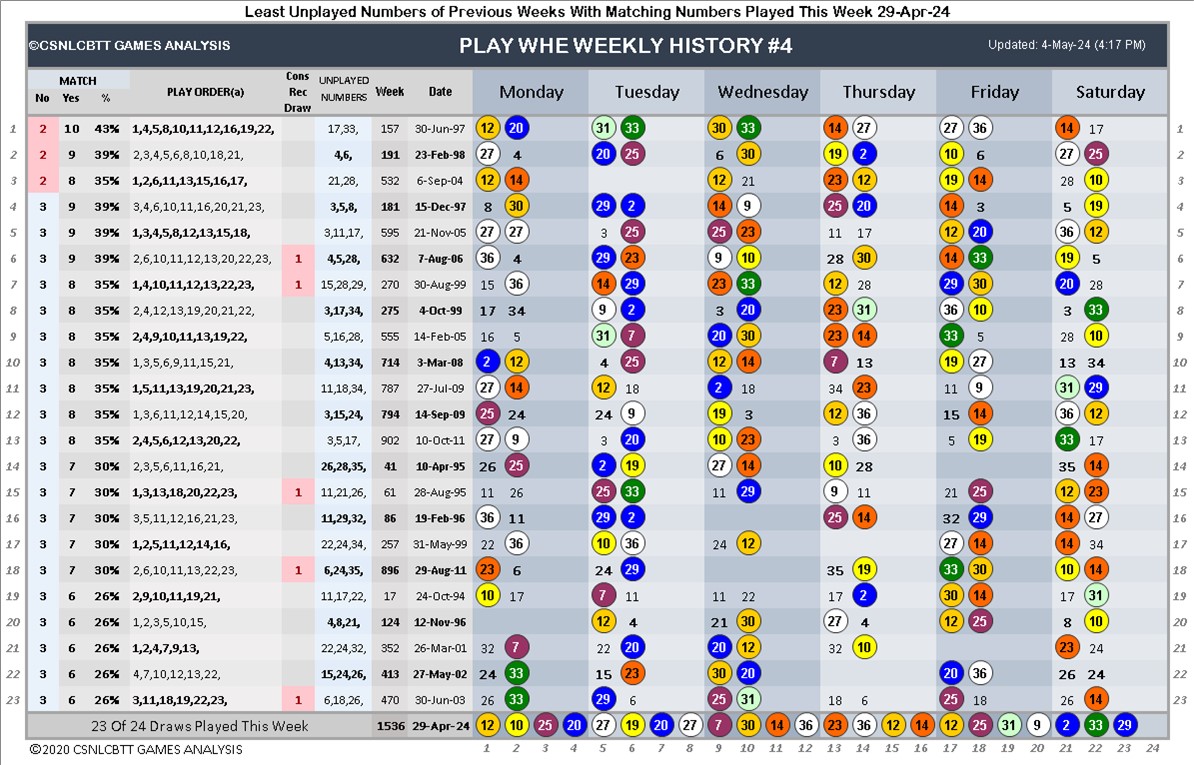 Least Unplayed Numbers of Previous Weeks With Matching Numbers Played This Week 29-Apr-24
©CSNLCBTT GAMES ANALYSIS PLAY WHE WEEKLY HISTORY #4 Updated: 4-May-24 (4:17 PM)
MATCH No Yes % PLAY ORDER(a) Cons Rec Draw UNPLAYED NUMBERS Week Date Monday Tuesday Wednesday Thursday Friday Saturday
1 2 10 43% 1,4,5,8,10,11,12,16,19,22, 17,33, 157 30-Jun-97 12 20 31 33 30 33 14 27 27 36 14 17 1
2 2 9 39% 2,3,4,5,6,8,10,18,21, 4,6, 191 23-Feb-98 27 4 20 25 6 30 19 2 10 6 27 25 2
3 2 8 35% 1,2,6,11,13,15,16,17, 21,28, 532 6-Sep-04 12 14 12 21 23 12 19 14 28 10 3
4 3 9 39% 3,4,6,10,11,16,20,21,23, 3,5,8, 181 15-Dec-97 8 30 29 2 14 9 25 20 14 3 5 19 4
5 3 9 39% 1,3,4,5,8,12,13,15,18, 3,11,17, 595 21-Nov-05 27 27 3 25 25 23 11 17 12 20 36 12 5
6 3 9 39% 2,6,10,11,12,13,20,22,23, 1 4,5,28, 632 7-Aug-06 36 4 29 23 9 10 28 30 14 33 19 5 6
7 3 8 35% 1,4,10,11,12,13,22,23, 1 15,28,29, 270 30-Aug-99 15 36 14 29 23 33 12 28 29 30 20 28 7
8 3 8 35% 2,4,12,13,19,20,21,22, 3,17,34, 275 4-Oct-99 17 34 9 2 3 20 23 31 36 10 3 33 8
9 3 8 35% 2,4,9,10,11,13,19,22, 5,16,28, 555 14-Feb-05 16 5 31 7 20 30 23 14 33 5 28 10 9
10 3 8 35% 1,3,5,6,9,11,15,21, 4,13,34, 714 3-Mar-08 2 12 4 25 12 14 7 13 19 27 13 34 10
11 3 8 35% 1,5,11,13,19,20,21,23, 11,18,34, 787 27-Jul-09 27 14 12 18 2 18 34 23 11 9 31 29 11
12 3 8 35% 1,3,6,11,12,14,15,20, 3,15,24, 794 14-Sep-09 25 24 24 9 19 3 12 36 15 14 36 12 12
13 3 8 35% 2,4,5,6,12,13,20,22, 3,5,17, 902 10-Oct-11 27 9 3 20 10 23 3 36 5 19 33 17 13
14 3 7 30% 2,3,5,6,11,16,21, 26,28,35, 41 10-Apr-95 26 25 2 19 27 14 10 28 35 14 14
15 3 7 30% 1,3,13,18,20,22,23, 1 11,21,26, 61 28-Aug-95 11 26 25 33 11 29 9 11 21 25 12 23 15
16 3 7 30% 3,5,11,12,16,21,23, 11,29,32, 86 19-Feb-96 36 11 29 2 25 14 32 29 14 27 16
17 3 7 30% 1,2,5,11,12,14,16, 22,24,34, 257 31-May-99 22 36 10 36 24 12 27 14 14 34 17
18 3 7 30% 2,6,10,11,13,22,23, 1 6,24,35, 896 29-Aug-11 23 6 24 29 35 19 33 30 10 14 18
19 3 6 26% 2,9,10,11,19,21, 11,17,22, 17 24-Oct-94 10 17 7 11 11 22 17 2 30 14 17 31 19
20 3 6 26% 1,2,3,5,10,15, 4,8,21, 124 12-Nov-96 12 4 21 30 27 4 12 25 8 10 20
21 3 6 26% 1,2,4,7,9,13, 22,24,32, 352 26-Mar-01 32 7 22 20 20 12 32 10 23 24 21
22 3 6 26% 4,7,10,12,13,22, 15,24,26, 413 27-May-02 24 33 15 23 30 20 20 36 26 24 22
23 3 6 26% 3,11,18,19,22,23, 1 6,18,26, 470 30-Jun-03 26 33 29 6 25 31 18 6 25 18 26 14 23
23 Of 24 Draws Played This Week 1536 29-Apr-24 12 10 25 20 27 19 20 27 7 30 14 36 23 36 12 14 12 25 31 9 2 33 29
©2020 CSNLCBTT GAMES ANALYSIS 1 2 3 4 5 6 7 8 9 10 11 12 13 14 15 16 17 18 19 20 21 22 23 24